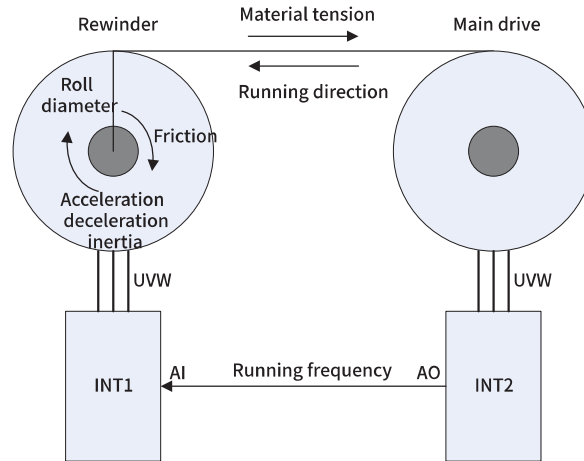 Rewinder
Material tension
Main drive
Running direction
Roll
diameter
Friction
Acceleration
deceleration
inertia
UVW
UVW
INT1
AI
Running frequency
AO
INT2